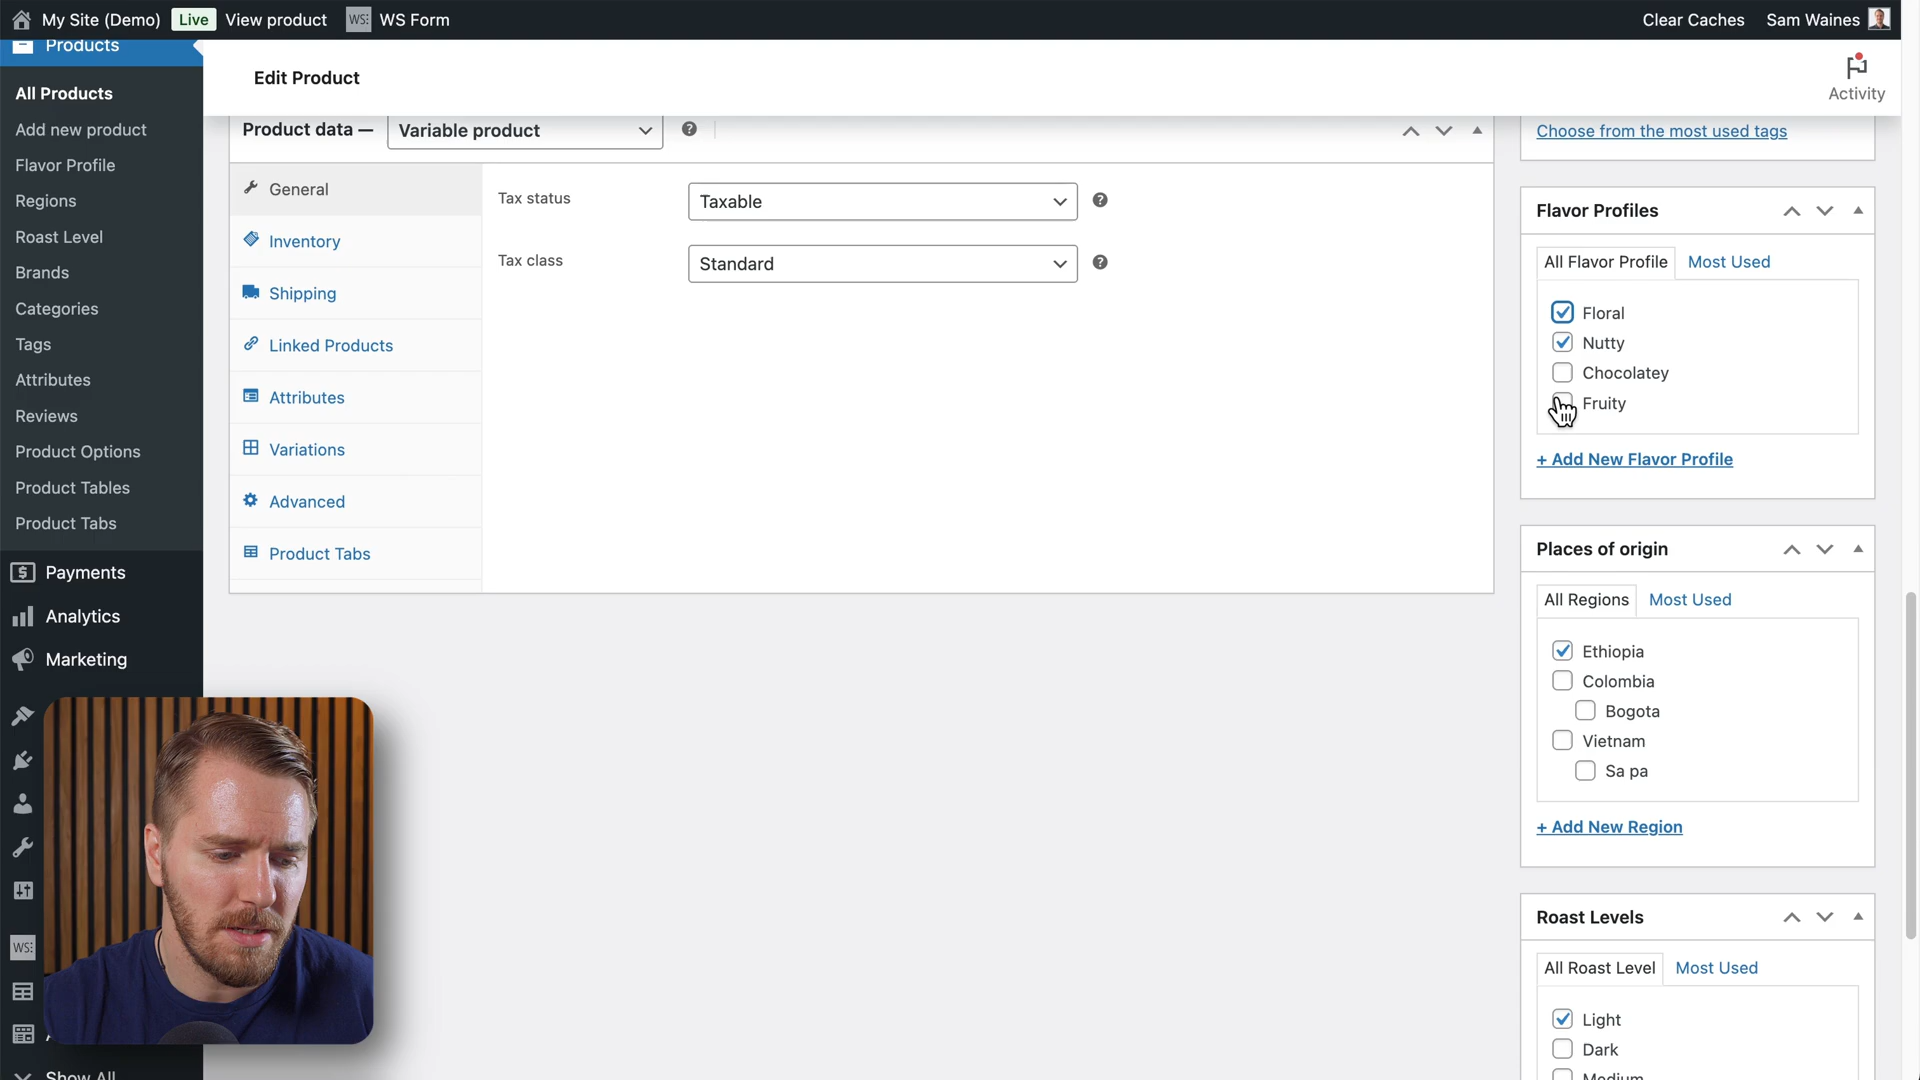 My Site (Demo) Live View product WS: WS Form Clear Caches Sam Waines
Products
All Products
Add new product
Flavor Profile
Regions
Roast Level
Brands
Categories
Tags
Attributes
Reviews
Product Options
Product Tables
Product Tabs
Payments
Analytics
Marketing
WS:
Show All
Edit Product
Activity
Product data — Variable product
General
Inventory
Shipping
Linked Products
Attributes
Variations
Advanced
Product Tabs
Tax status Taxable
Tax class Standard
Choose from the most used tags
Flavor Profiles
All Flavor Profile Most Used
Floral
Nutty
Chocolatey
Fruity
+ Add New Flavor Profile
Places of origin
All Regions Most Used
Ethiopia
Colombia
Bogota
Vietnam
Sa pa
+ Add New Region
Roast Levels
All Roast Level Most Used
Light
Dark
Medium